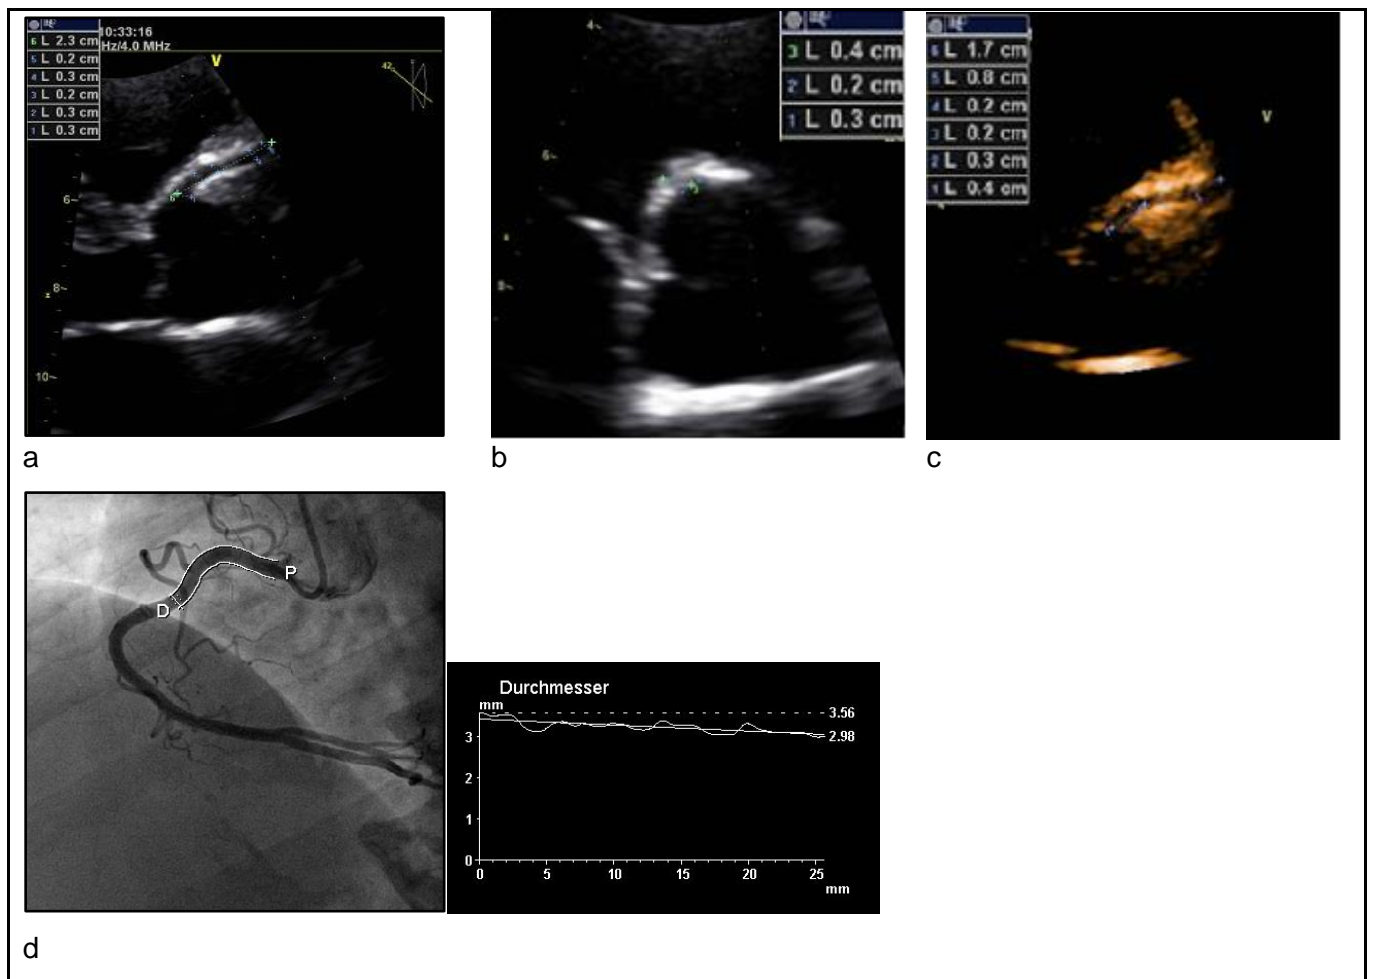 10:33:16
Hz/4.0 MHz
6 L 2.3 cm
5 L 0.2 cm
4 L 0.3 cm
3 L 0.2 cm
2 L 0.3 cm
1 L 0.3 cm
V
42
6
8
10
6
a
3 L 0.4 cm
2 L 0.2 cm
1 L 0.3 cm
4
6
8
b
6 L 1.7 cm
5 L 0.8 cm
4 L 0.2 cm
3 L 0.2 cm
2 L 0.3 cm
1 L 0.4 cm
V
c
P
D
Durchmesser
mm
3.56
2.98
3
2
1
0
0 5 10 15 20 25
mm
d